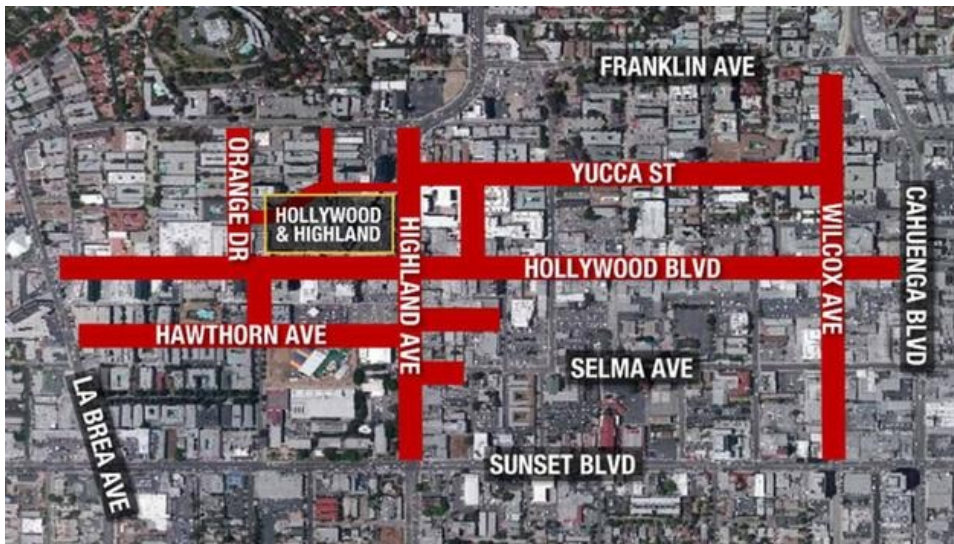 FRANKLIN AVE
ORANGE DR
YUCCA ST
HOLLYWOOD
& HIGHLAND
HIGHLAND AVE
WILCOX AVE
CAHUENGA BLVD
HOLLYWOOD BLVD
HAWTHORN AVE
SELMA AVE
LA BREA AVE
SUNSET BLVD